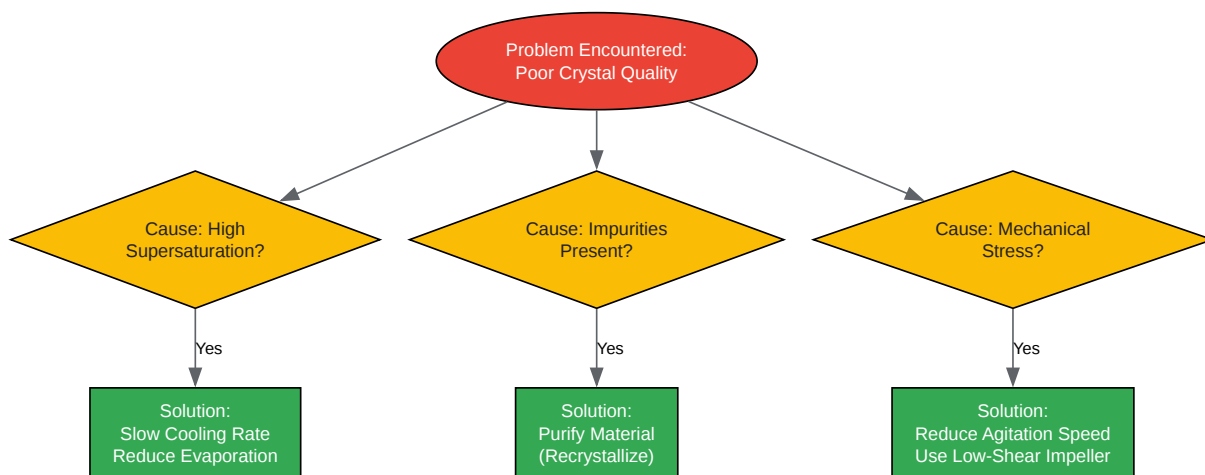 Problem Encountered:
Poor Crystal Quality
Cause: High
Supersaturation?
Cause: Impurities
Present?
Cause: Mechanical
Stress?
Yes
Yes
Yes
Solution:
Slow Cooling Rate
Reduce Evaporation
Solution:
Purify Material
(Recrystallize)
Solution:
Reduce Agitation Speed
Use Low-Shear Impeller